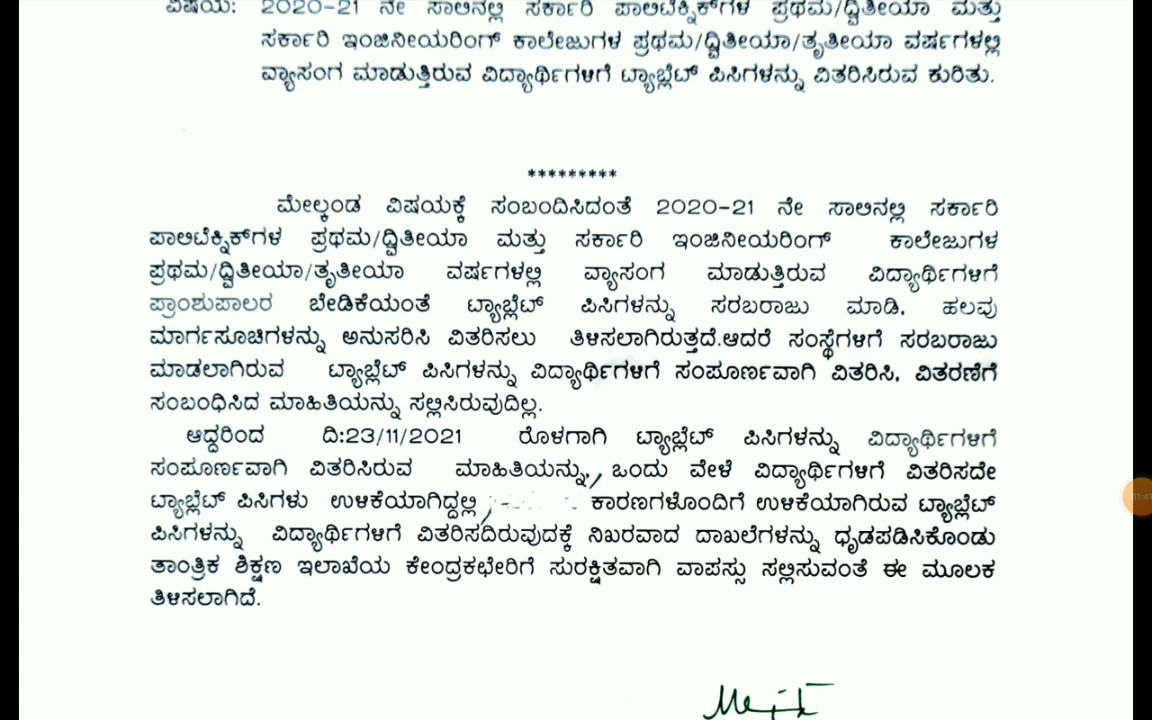 ವಿಷಯ: 2020-21 ನೇ ಸಾಲಿನಲ್ಲಿ ಸರ್ಕಾರಿ ಪಾಲಿಟೆಕ್ನಿಕ್‌ಗಳ ಪ್ರಥಮ/ದ್ವಿತೀಯಾ ಮತ್ತು
ಸರ್ಕಾರಿ ಇಂಜಿನೀಯರಿಂಗ್ ಕಾಲೇಜುಗಳ ಪ್ರಥಮ/ದ್ವಿತೀಯಾ/ತೃತೀಯಾ ವರ್ಷಗಳಲ್ಲಿ
ವ್ಯಾಸಂಗ ಮಾಡುತ್ತಿರುವ ವಿದ್ಯಾರ್ಥಿಗಳಿಗೆ ಟ್ಯಾಬ್ಲೆಟ್ ಪಿಸಿಗಳನ್ನು ವಿತರಿಸಿರುವ ಕುರಿತು.
*********
ಮೇಲ್ಕಂಡ ವಿಷಯಕ್ಕೆ ಸಂಬಂದಿಸಿದಂತೆ 2020-21 ನೇ ಸಾಲಿನಲ್ಲಿ ಸರ್ಕಾರಿ
ಪಾಲಿಟೆಕ್ನಿಕ್‌ಗಳ ಪ್ರಥಮ/ದ್ವಿತೀಯಾ ಮತ್ತು ಸರ್ಕಾರಿ ಇಂಜಿನೀಯರಿಂಗ್ ಕಾಲೇಜುಗಳ
ಪ್ರಥಮ/ದ್ವಿತೀಯಾ/ತೃತೀಯಾ ವರ್ಷಗಳಲ್ಲಿ ವ್ಯಾಸಂಗ ಮಾಡುತ್ತಿರುವ ವಿದ್ಯಾರ್ಥಿಗಳಿಗೆ
ಪ್ರಾಂಶುಪಾಲರ ಬೇಡಿಕೆಯಂತೆ ಟ್ಯಾಬ್ಲೆಟ್ ಪಿಸಿಗಳನ್ನು ಸರಬರಾಜು ಮಾಡಿ, ಹಲವು
ಮಾರ್ಗಸೂಚಿಗಳನ್ನು ಅನುಸರಿಸಿ ವಿತರಿಸಲು ತಿಳಿಸಲಾಗಿರುತ್ತದೆ.ಆದರೆ ಸಂಸ್ಥೆಗಳಿಗೆ ಸರಬರಾಜು
ಮಾಡಲಾಗಿರುವ ಟ್ಯಾಬ್ಲೆಟ್ ಪಿಸಿಗಳನ್ನು ವಿದ್ಯಾರ್ಥಿಗಳಿಗೆ ಸಂಪೂರ್ಣವಾಗಿ ವಿತರಿಸಿ, ವಿತರಣೆಗೆ
ಸಂಬಂಧಿಸಿದ ಮಾಹಿತಿಯನ್ನು ಸಲ್ಲಿಸಿರುವುದಿಲ್ಲ.
ಆದ್ದರಿಂದ ದಿ:23/11/2021 ರೊಳಗಾಗಿ ಟ್ಯಾಬ್ಲೆಟ್ ಪಿಸಿಗಳನ್ನು ವಿದ್ಯಾರ್ಥಿಗಳಿಗೆ
ಸಂಪೂರ್ಣವಾಗಿ ವಿತರಿಸಿರುವ ಮಾಹಿತಿಯನ್ನು, ಒಂದು ವೇಳೆ ವಿದ್ಯಾರ್ಥಿಗಳಿಗೆ ವಿತರಿಸದೇ
ಟ್ಯಾಬ್ಲೆಟ್ ಪಿಸಿಗಳು ಉಳಿಕೆಯಾಗಿದ್ದಲ್ಲಿ, ಕಾರಣಗಳೊಂದಿಗೆ ಉಳಿಕೆಯಾಗಿರುವ ಟ್ಯಾಬ್ಲೆಟ್
ಪಿಸಿಗಳನ್ನು ವಿದ್ಯಾರ್ಥಿಗಳಿಗೆ ವಿತರಿಸದಿರುವುದಕ್ಕೆ ನಿಖರವಾದ ದಾಖಲೆಗಳನ್ನು ಧೃಡಪಡಿಸಿಕೊಂಡು
ತಾಂತ್ರಿಕ ಶಿಕ್ಷಣ ಇಲಾಖೆಯ ಕೇಂದ್ರಕಛೇರಿಗೆ ಸುರಕ್ಷಿತವಾಗಿ ವಾಪಸ್ಸು ಸಲ್ಲಿಸುವಂತೆ ಈ ಮೂಲಕ
ತಿಳಿಸಲಾಗಿದೆ.
01:41